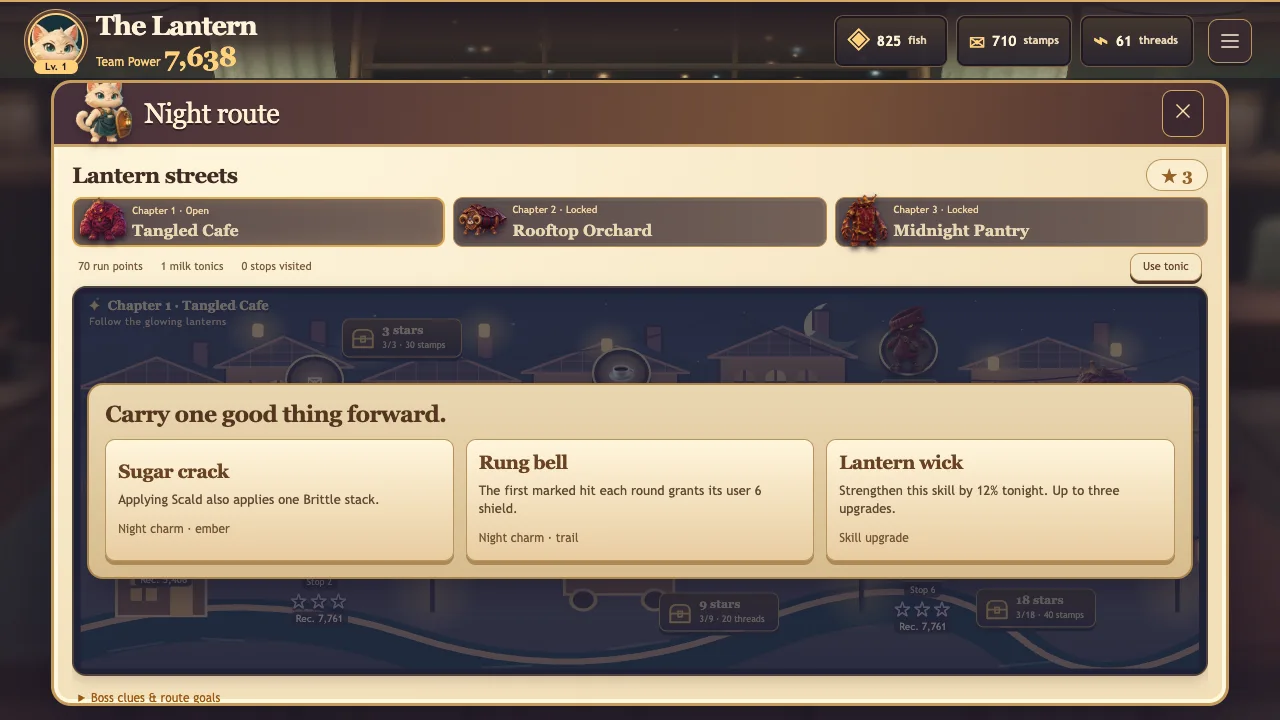 The Lantern
Lv. 1
Team Power 7,638
825 fish
710 stamps
61 threads
Night route
Lantern streets
★ 3
Chapter 1 · Open
Tangled Cafe
Chapter 2 · Locked
Rooftop Orchard
Chapter 3 · Locked
Midnight Pantry
70 run points
1 milk tonics
0 stops visited
Use tonic
Chapter 1 · Tangled Cafe
Follow the glowing lanterns
3 stars
3/3 · 30 stamps
Carry one good thing forward.
Sugar crack
Applying Scald also applies one Brittle stack.
Night charm · ember
Rung bell
The first marked hit each round grants its user 6
shield.
Night charm · trail
Lantern wick
Strengthen this skill by 12% tonight. Up to three
upgrades.
Skill upgrade
Stop 2
Rec. 7,761
9 stars
3/9 · 20 threads
Stop 6
Rec. 7,761
18 stars
3/18 · 40 stamps
Boss clues & route goals